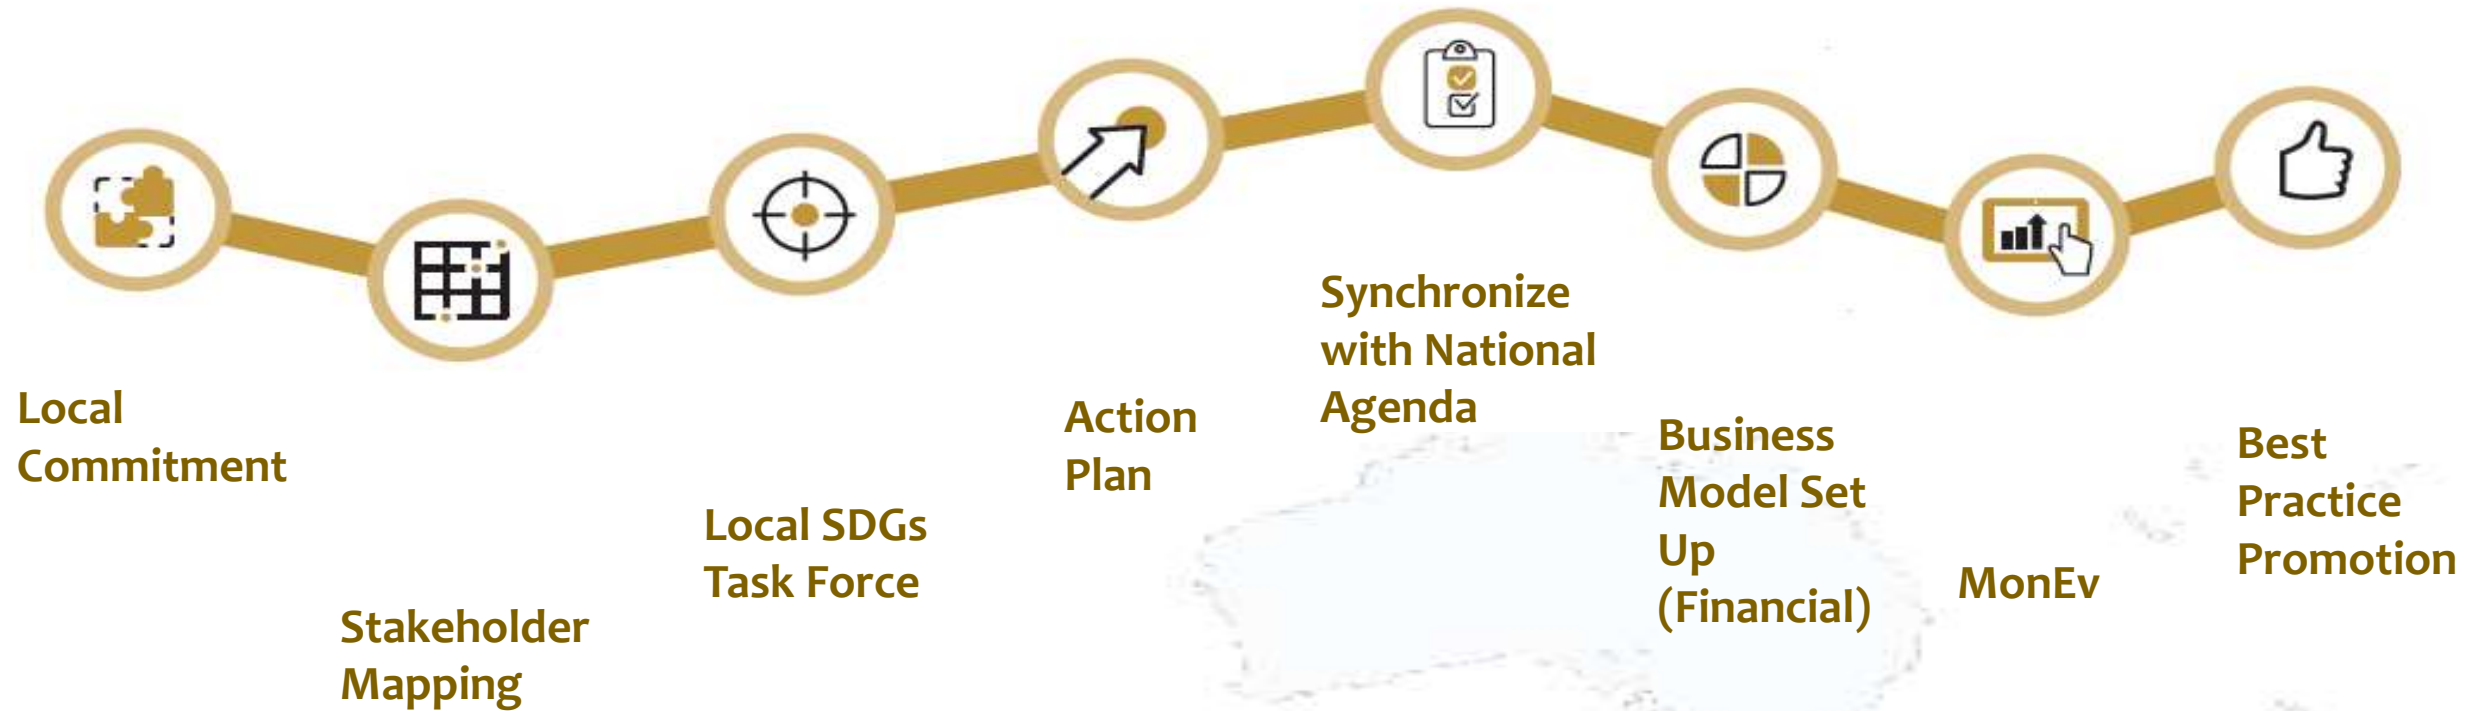 Local
Commitment
Stakeholder
Mapping
Local SDGs
Task Force
Action
Plan
Synchronize
with National
Agenda
Business
Model Set
Up
(Financial)
MonEv
Best
Practice
Promotion